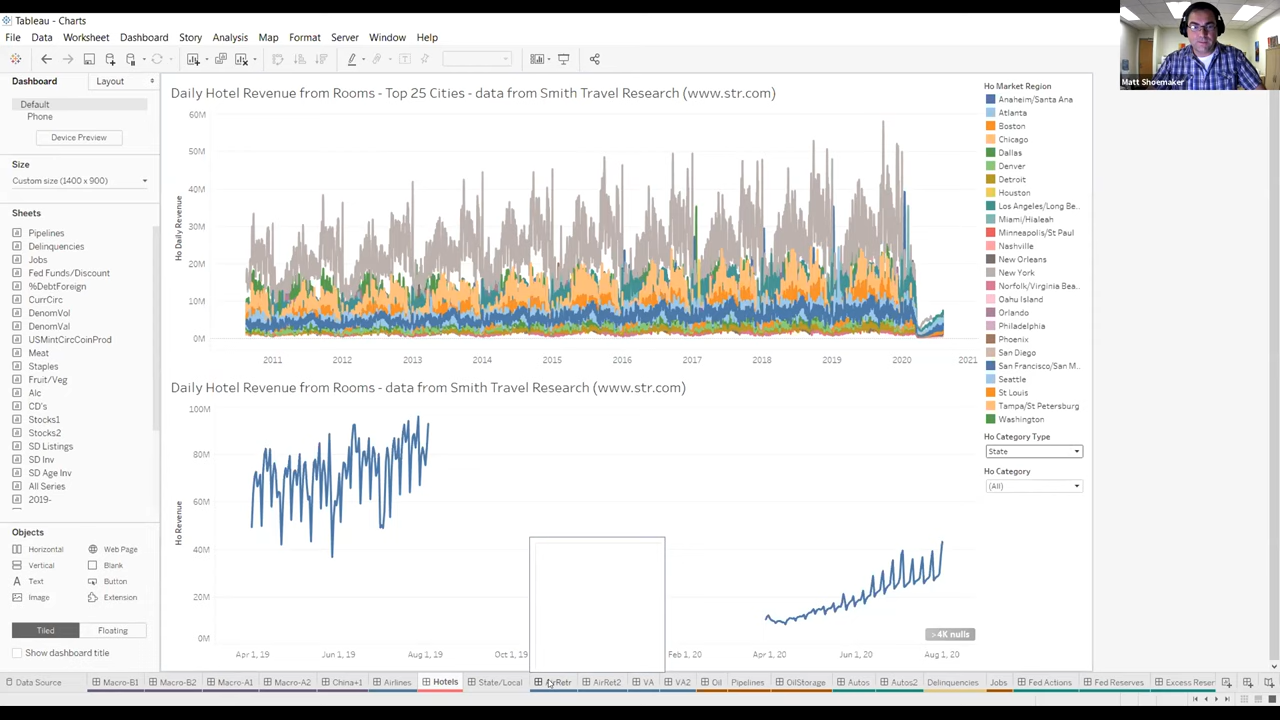 Tableau - Charts
File Data Worksheet Dashboard Story Analysis Map Format Server Window Help
Matt Shoemaker
Dashboard Layout
Default
Phone
Device Preview
Size
Custom size (1400 x 900)
Sheets
Pipelines
Delinquencies
Jobs
Fed Funds/Discount
%DebtForeign
CurrCirc
DenomVol
DenomVal
USMintCircCoinProd
Meat
Staples
Fruit/Veg
Alc
CD's
Stocks1
Stocks2
SD Listings
SD Inv
SD Age Inv
All Series
2019-
Objects
Horizontal Web Page
Vertical Blank
Text Button
Image Extension
Tiled Floating
Show dashboard title
Daily Hotel Revenue from Rooms - Top 25 data from Smith Travel Research (www.str.com)
Ho Daily Revenue
60M
50M
40M
30M
20M
10M
0M
2011 2012 2013 2014 2015 2016 2017 2018 2019 2020 2021
Daily Hotel Revenue from Rooms - data from Smith Travel Research (www.str.com)
Ho Revenue
100M
80M
60M
40M
20M
0M
Apr 1, 19 Jun 1, 19 Aug 1, 19 Oct 1, 19 Feb 1, 20 Apr 1, 20 Jun 1, 20 Aug 1, 20
>4K nulls
Ho Market Region
Anaheim/Santa Ana
Atlanta
Boston
Chicago
Dallas
Denver
Detroit
Houston
Los Angeles/Long Be..
Miami/Hialeah
Minneapolis/St Paul
Nashville
New Orleans
New York
Norfolk/Virginia Bea..
Oahu Island
Orlando
Philadelphia
Phoenix
San Diego
San Francisco/San M..
Seattle
St Louis
Tampa/St Petersburg
Washington
Ho Category Type
State
Ho Category
(All)
Data Source Macro-B1 Macro-B2 Macro-A1 Macro-A2 China+1 Airlines Hotels State/Local AirRetr AirRet2 VA VA2 Oil Pipelines OilStorage Autos Autos2 Delinquencies Jobs Fed Actions Fed Reserves Excess Reser